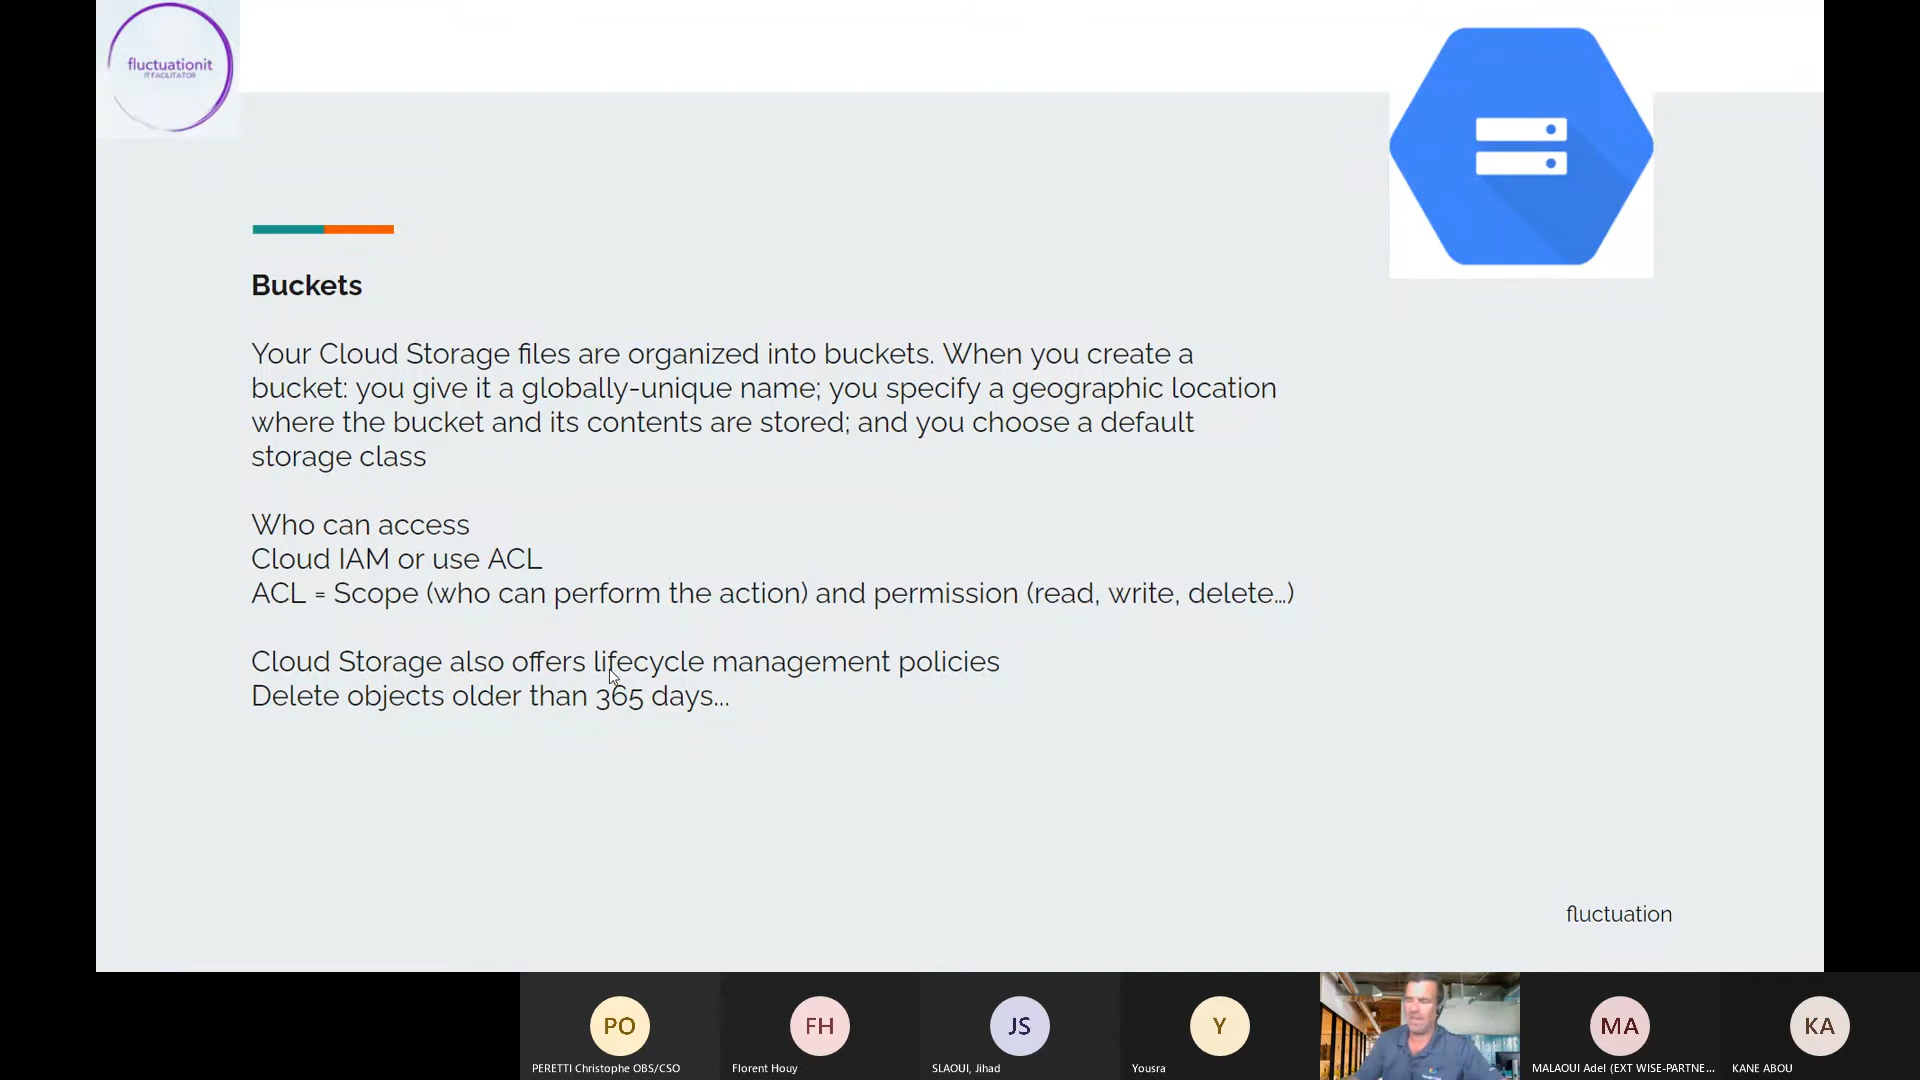 fluctuationit
IT FACILITATOR
Buckets
Your Cloud Storage files are organized into buckets. When you create a
bucket: you give it a globally-unique name; you specify a geographic location
where the bucket and its contents are stored; and you choose a default
storage class
Who can access
Cloud IAM or use ACL
ACL = Scope (who can perform the action) and permission (read, write, delete…)
Cloud Storage also offers lifecycle management policies
Delete objects older than 365 days...
fluctuation
PO
FH
JS
Y
MA
KA
PERETTI Christophe OBS/CSO
Florent Houy
SLAOUI, Jihad
Yousra
MALAOUI Adel (EXT WISE-PARTNE...
KANE ABOU